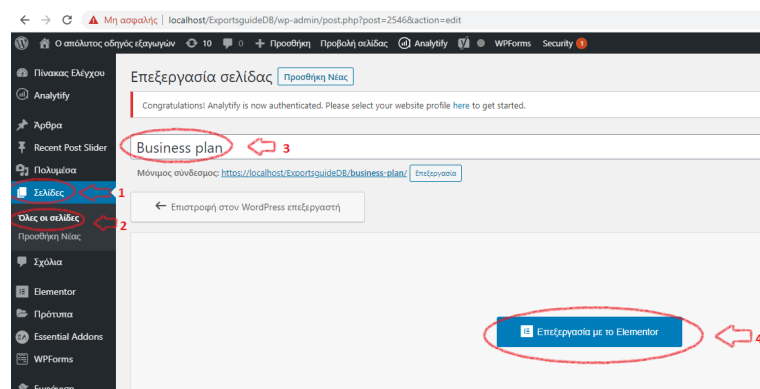 Μη ασφαλής | localhost/ExportsguideDB/wp-admin/post.php?post=2546&action=edit
Ο απόλυτος οδηγός εξαγωγών 10 0 + Προσθήκη Προβολή σελίδας Analytify WPForms Security 1
Πίνακας Ελέγχου
Analytify
Άρθρα
Recent Post Slider
Πολυμέσα
Σελίδες
1
Όλες οι σελίδες
2
Προσθήκη Νέας
Σχόλια
Elementor
Πρότυπα
Essential Addons
WPForms
Εμφάνιση
Επεξεργασία σελίδας Προσθήκη Νέας
Congratulations! Analytify is now authenticated. Please select your website profile here to get started.
Business plan
3
Μόνιμος σύνδεσμος: https://localhost/ExportsguideDB/business-plan/ Επεξεργασία
← Επιστροφή στον WordPress επεξεργαστή
Επεξεργασία με το Elementor
4